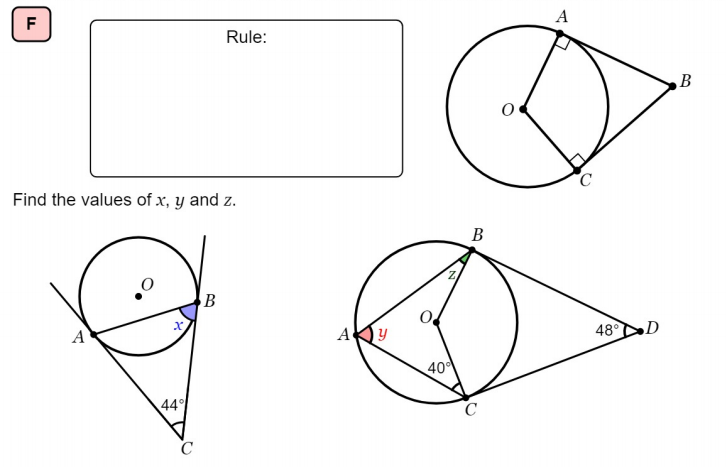 F
Rule:
A
B
O
C
Find the values of x, y and z.
O
B
x
A
44°
C
B
z
O
A
y
48°
D
40°
C